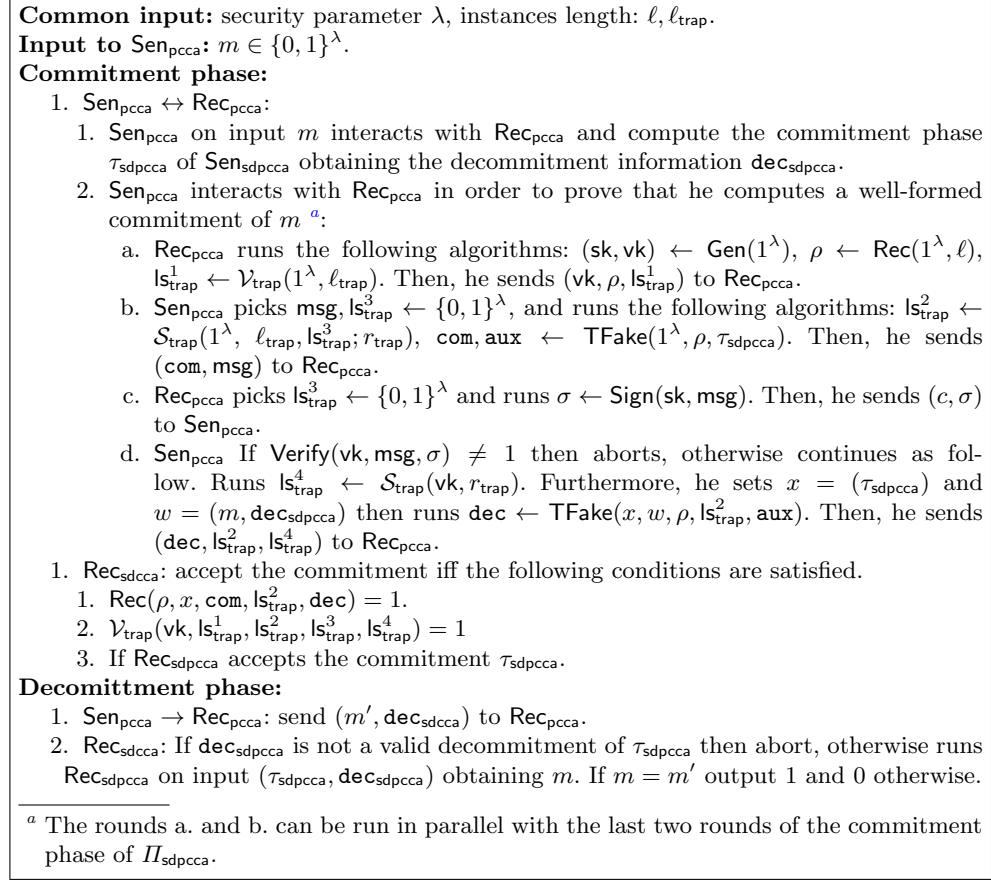 Common input: security parameter λ, instances length: ℓ, ℓ_trap.
Input to Sen_pcca: m ∈ {0, 1}^λ.
Commitment phase:
1. Sen_pcca ↔ Rec_pcca:
1. Sen_pcca on input m interacts with Rec_pcca and compute the commitment phase
τ_sdpcca of Sen_sdpcca obtaining the decommitment information dec_sdpcca.
2. Sen_pcca interacts with Rec_pcca in order to prove that he computes a well-formed
commitment of m ^a:
a. Rec_pcca runs the following algorithms: (sk, vk) ← Gen(1^λ), ρ ← Rec(1^λ, ℓ),
ls^1_trap ← V_trap(1^λ, ℓ_trap). Then, he sends (vk, ρ, ls^1_trap) to Rec_pcca.
b. Sen_pcca picks msg, ls^3_trap ← {0, 1}^λ, and runs the following algorithms: ls^2_trap ←
S_trap(1^λ, ℓ_trap, ls^3_trap; r_trap), com, aux ← TFake(1^λ, ρ, τ_sdpcca). Then, he sends
(com, msg) to Rec_pcca.
c. Rec_pcca picks ls^3_trap ← {0, 1}^λ and runs σ ← Sign(sk, msg). Then, he sends (c, σ)
to Sen_pcca.
d. Sen_pcca If Verify(vk, msg, σ) ≠ 1 then aborts, otherwise continues as fol-
low. Runs ls^4_trap ← S_trap(vk, r_trap). Furthermore, he sets x = (τ_sdpcca) and
w = (m, dec_sdpcca) then runs dec ← TFake(x, w, ρ, ls^2_trap, aux). Then, he sends
(dec, ls^2_trap, ls^4_trap) to Rec_pcca.
1. Rec_sdcca: accept the commitment iff the following conditions are satisfied.
1. Rec(ρ, x, com, ls^2_trap, dec) = 1.
2. V_trap(vk, ls^1_trap, ls^2_trap, ls^3_trap, ls^4_trap) = 1
3. If Rec_sdpcca accepts the commitment τ_sdpcca.
Decomittment phase:
1. Sen_pcca → Rec_pcca: send (m′, dec_sdcca) to Rec_pcca.
2. Rec_sdcca: If dec_sdpcca is not a valid decommitment of τ_sdpcca then abort, otherwise runs
Rec_sdpcca on input (τ_sdpcca, dec_sdpcca) obtaining m. If m = m′ output 1 and 0 otherwise.
^a The rounds a. and b. can be run in parallel with the last two rounds of the commitment
phase of Π_sdpcca.